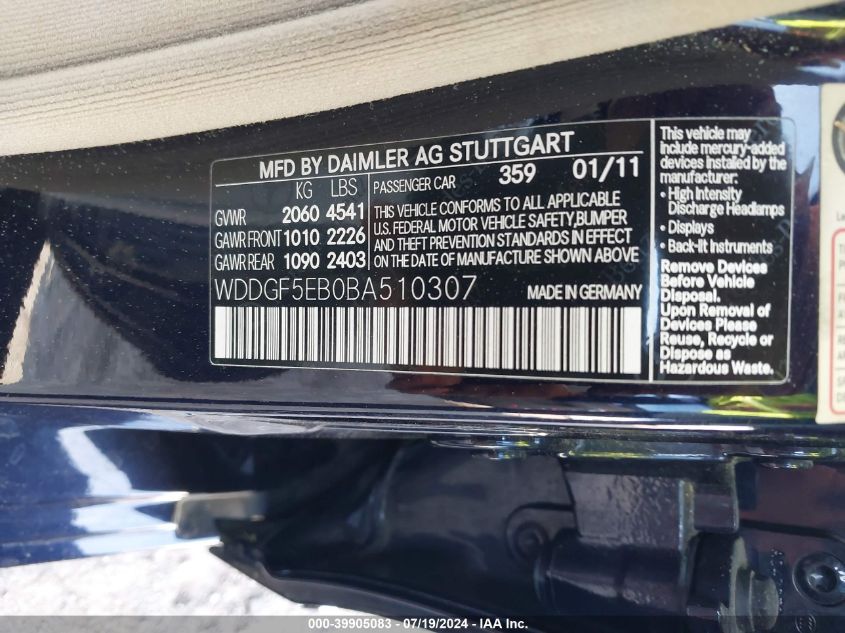 MFD BY DAIMLER AG STUTTGART
KG LBS
GVWR 2060 4541
GAWR FRONT 1010 2226
GAWR REAR 1090 2403
PASSENGER CAR 359 01/11
THIS VEHICLE CONFORMS TO ALL APPLICABLE
U.S. FEDERAL MOTOR VEHICLE SAFETY,BUMPER
AND THEFT PREVENTION STANDARDS IN EFFECT
ON THE DATE OF MANUFACTURE SHOWN ABOVE
WDDGF5EB0BA510307 MADE IN GERMANY
This vehicle may
include mercury-added
devices installed by the
manufacturer:
• High Intensity
Discharge Headlamps
• Displays
• Back-lit Instruments
Remove Devices
Before Vehicle
Disposal.
Upon Removal of
Devices Please
Reuse, Recycle or
Dispose as
Hazardous Waste.
000-39905083 - 07/19/2024 - IAA Inc.